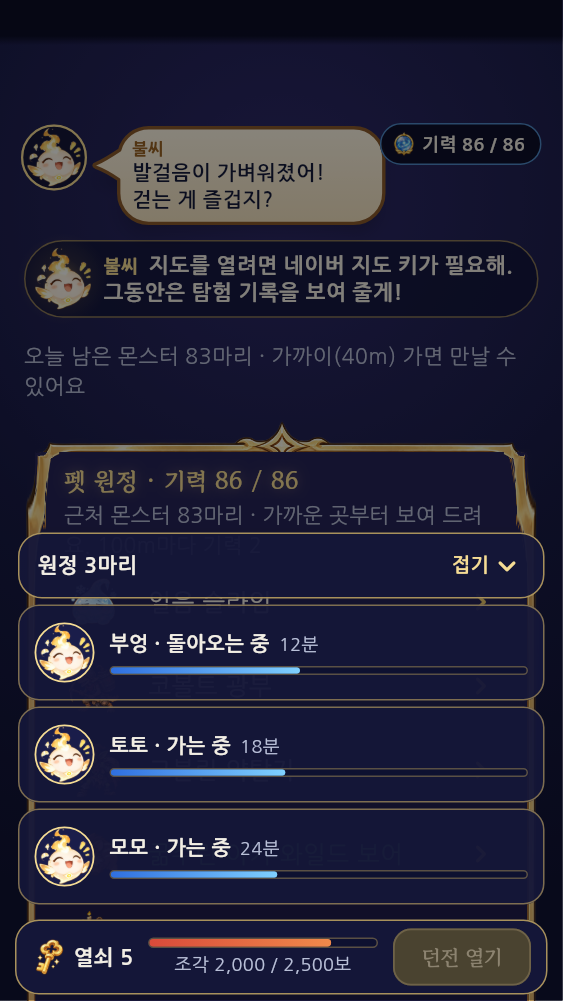 불씨
발걸음이 가벼워졌어!
걷는 게 즐겁지?
기력 86 / 86
불씨 지도를 열려면 네이버 지도 키가 필요해.
그동안은 탐험 기록을 보여 줄게!
오늘 남은 몬스터 83마리 · 가까이(40m) 가면 만날 수
있어요
펫 원정 · 기력 86 / 86
근처 몬스터 83마리 · 가까운 곳부터 보여 드려
원정 3마리
접기
부엉 · 돌아오는 중 12분
토토 · 가는 중 18분
모모 · 가는 중 24분
열쇠 5
조각 2,000 / 2,500보
던전 열기